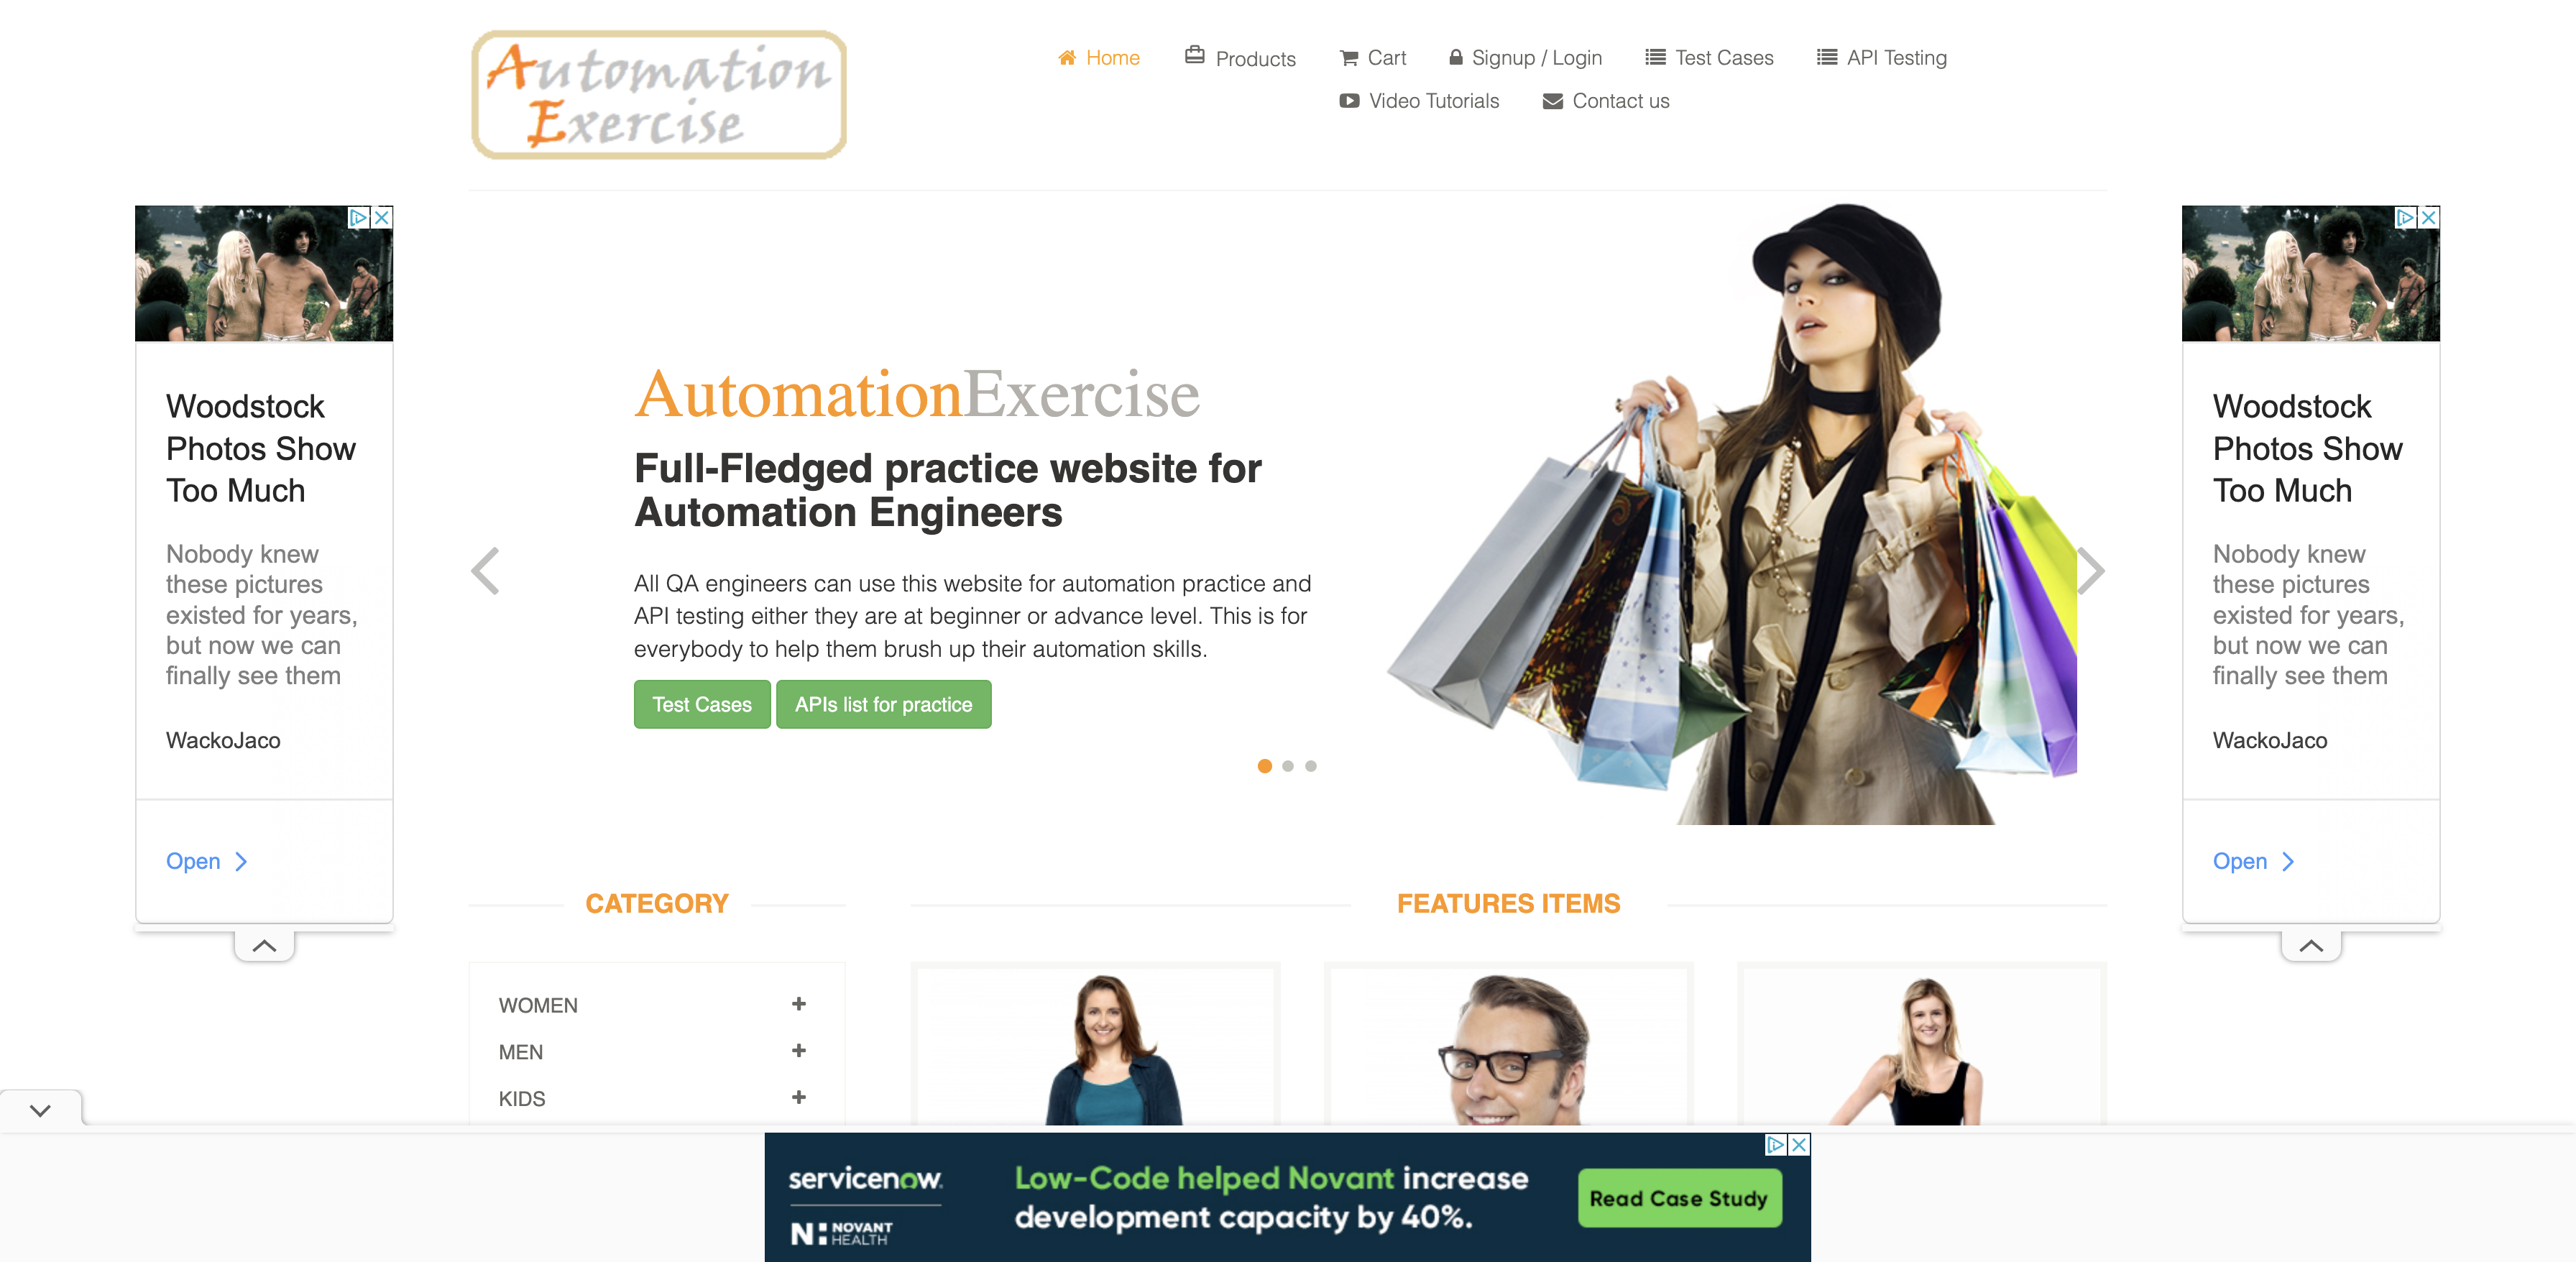 Automation
Exercise
Home
Products
Cart
Signup / Login
Test Cases
API Testing
Video Tutorials
Contact us
Woodstock
Photos Show
Too Much
Nobody knew
these pictures
existed for years,
but now we can
finally see them
WackoJaco
Open
AutomationExercise
Full-Fledged practice website for
Automation Engineers
All QA engineers can use this website for automation practice and
API testing either they are at beginner or advance level. This is for
everybody to help them brush up their automation skills.
Test Cases
APIs list for practice
Woodstock
Photos Show
Too Much
Nobody knew
these pictures
existed for years,
but now we can
finally see them
WackoJaco
Open
CATEGORY
WOMEN
MEN
KIDS
FEATURES ITEMS
servicenow.
NOVANT
HEALTH
Low-Code helped Novant increase
development capacity by 40%.
Read Case Study